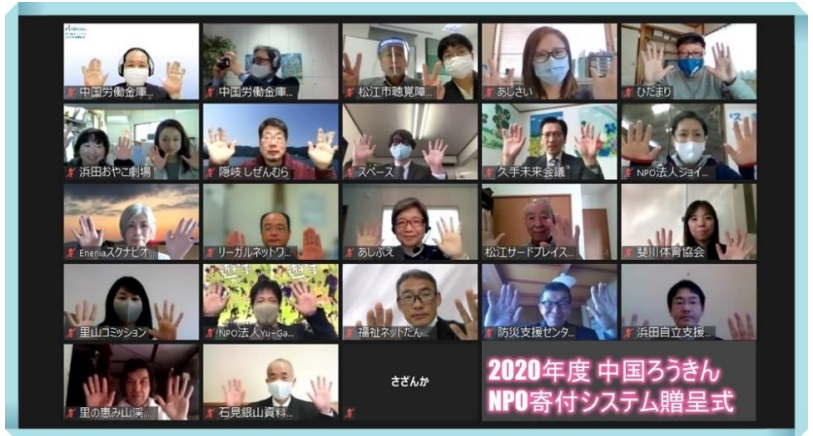 中国労働金庫...
中国労働金庫...
松江市聴覚障...
あじさい
ひだまり
浜田おやこ劇場
隠岐しぜんむら
スペース
久手未来会議
NPO法人ジョイ...
Eneniaスクナビオ...
リーガルネットワ...
あしぶえ
松江サードプレイス...
斐川体育協会
里山コミッション
NPO法人Yu-Ga...
福祉ネットだん...
防災支援センタ...
浜田自立支援...
里の恵み山渓...
石見銀山資料...
さざんか
2020年度 中国ろうきん
NPO寄付システム贈呈式